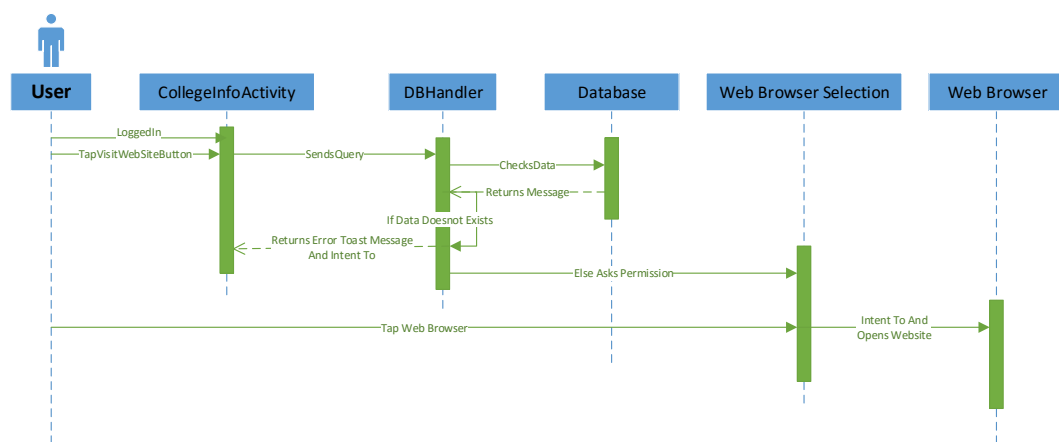 User
CollegeInfoActivity
DBHandler
Database
Web Browser Selection
Web Browser
LoggedIn
TapVisitWebSiteButton
SendsQuery
ChecksData
Returns Message
If Data Doesnot Exists
Returns Error Toast Message
And Intent To
Else Asks Permission
Tap Web Browser
Intent To And
Opens Website